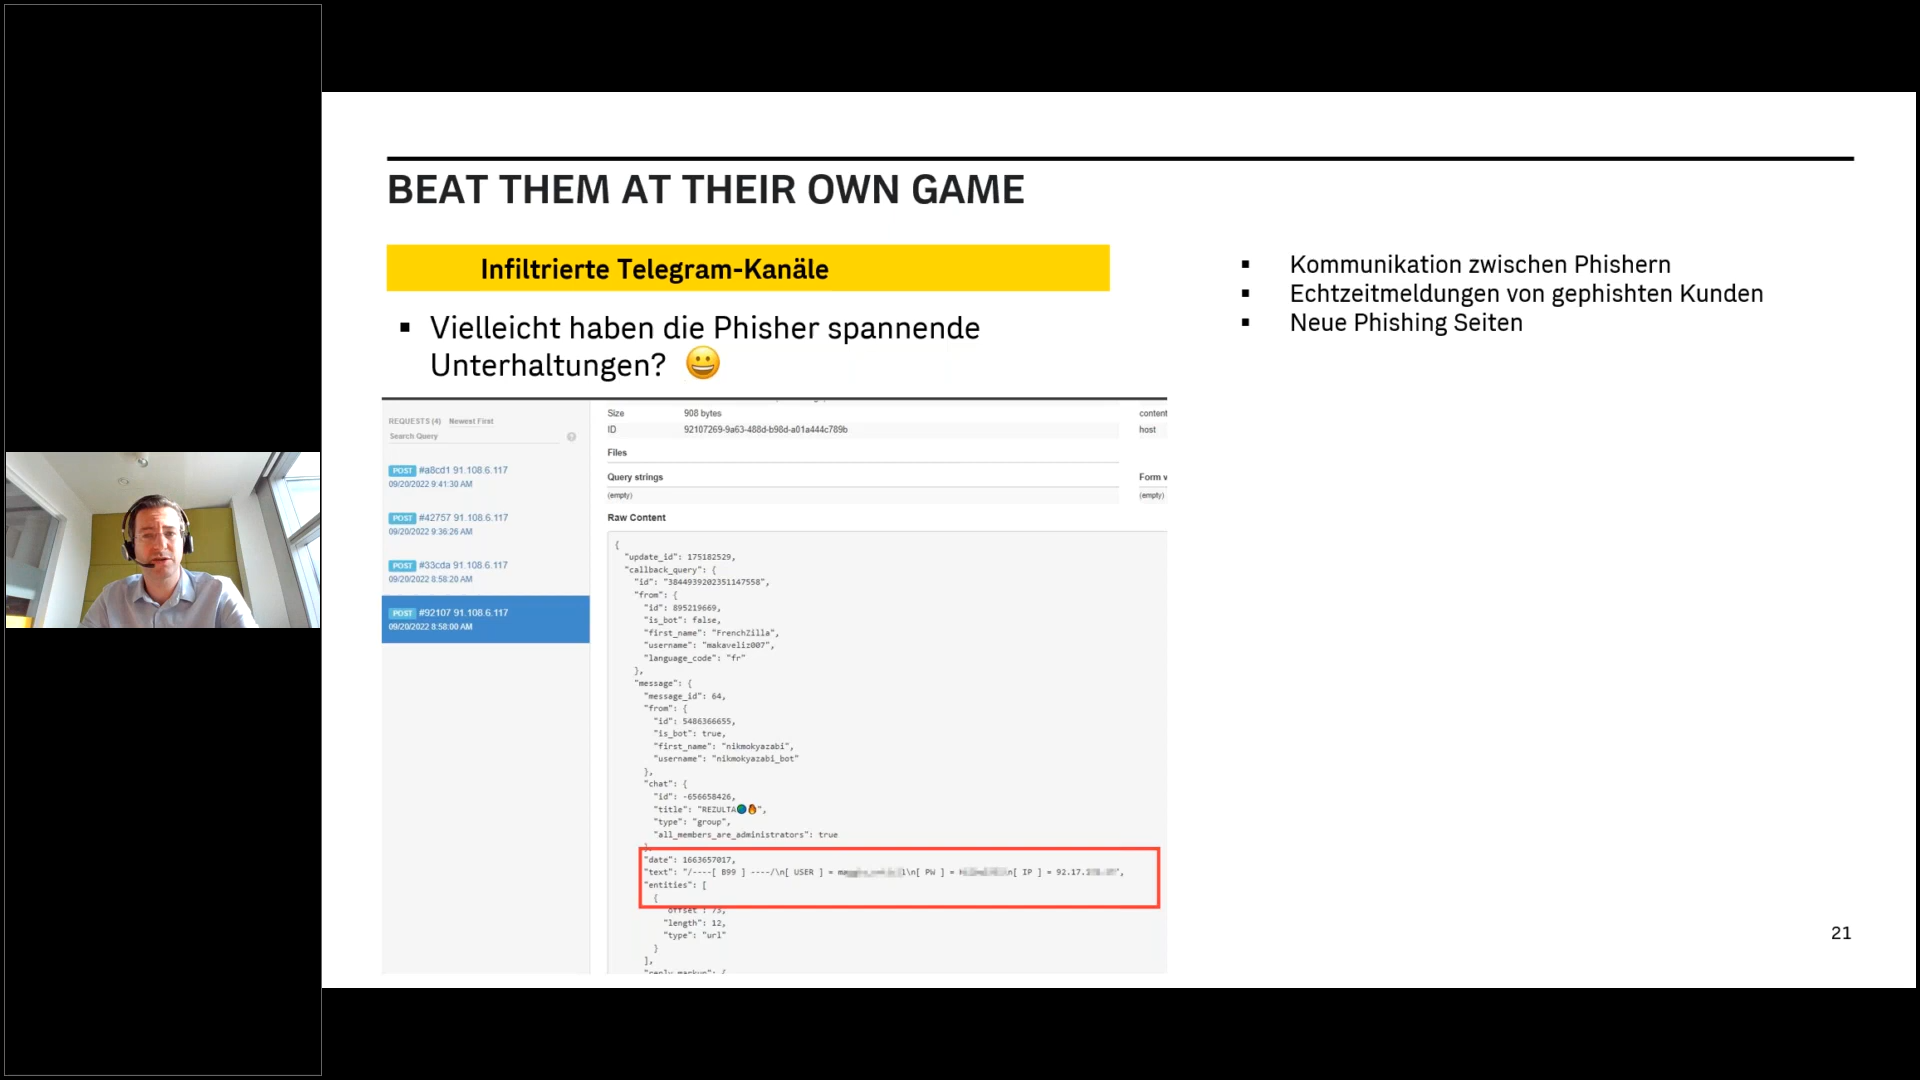 BEAT THEM AT THEIR OWN GAME
Infiltrierte Telegram-Kanäle
▪ Vielleicht haben die Phisher spannende
Unterhaltungen? 😀
▪ Kommunikation zwischen Phishern
▪ Echtzeitmeldungen von gephishten Kunden
▪ Neue Phishing Seiten
REQUESTS (4) Newest First
Search Query
POST #a8cd1 91.108.6.117
09/20/2022 9:41:30 AM
POST #42757 91.108.6.117
09/20/2022 9:36:26 AM
POST #33cda 91.108.6.117
09/20/2022 8:58:20 AM
POST #92107 91.108.6.117
09/20/2022 8:58:00 AM
Size 908 bytes content
ID 92107269-9a63-488d-b98d-a01a444c789b host
Files
Query strings Form v
(empty) (empty)
Raw Content
{
"update_id": 175182529,
"callback_query": {
"id": "3844939202351147558",
"from": {
"id": 895219669,
"is_bot": false,
"first_name": "FrenchZilla",
"username": "makaveliz007",
"language_code": "fr"
},
"message": {
"message_id": 64,
"from": {
"id": 5486366655,
"is_bot": true,
"first_name": "nikmokyazabi",
"username": "nikmokyazabi_bot"
},
"chat": {
"id": -656658426,
"title": "REZULTA🌍🔥",
"type": "group",
"all_members_are_administrators": true
},
"date": 1663657017,
"text": "/----[ B99 ] ----/\n[ USER ] = \n[ PW ] = \n[ IP ] = 92.17.
"entities": [
{
"offset": 73,
"length": 12,
"type": "url"
}
],
"reply_markup": {
21